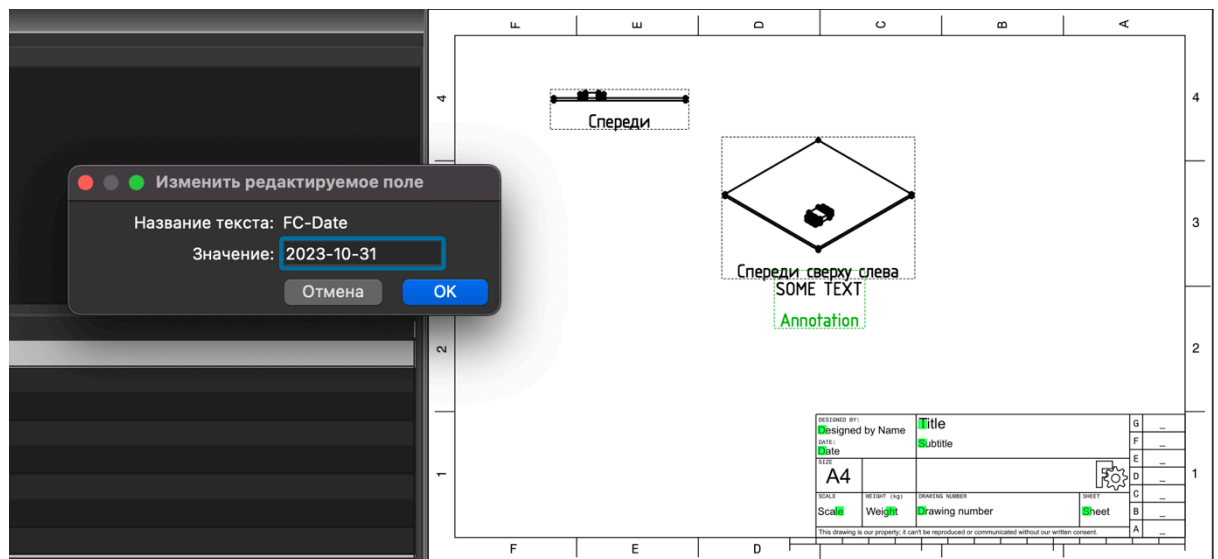 F E D C B A
4 4
Спереди
Изменить редактируемое поле
Название текста: FC-Date
Значение: 2023-10-31
Отмена OK
3
Спереди сверху слева
SOME TEXT
Annotation
2 2
DESIGNED BY:
Designed by Name
Title
G _
DATE:
Date
Subtitle
F _
SIZE
A4
E _
D _
1 1
SCALE WEIGHT (kg) DRAWING NUMBER SHEET
C _
Scale Weight Drawing number Sheet
B _
This drawing is our property; it can't be reproduced or communicated without our written consent.
A _
F E D